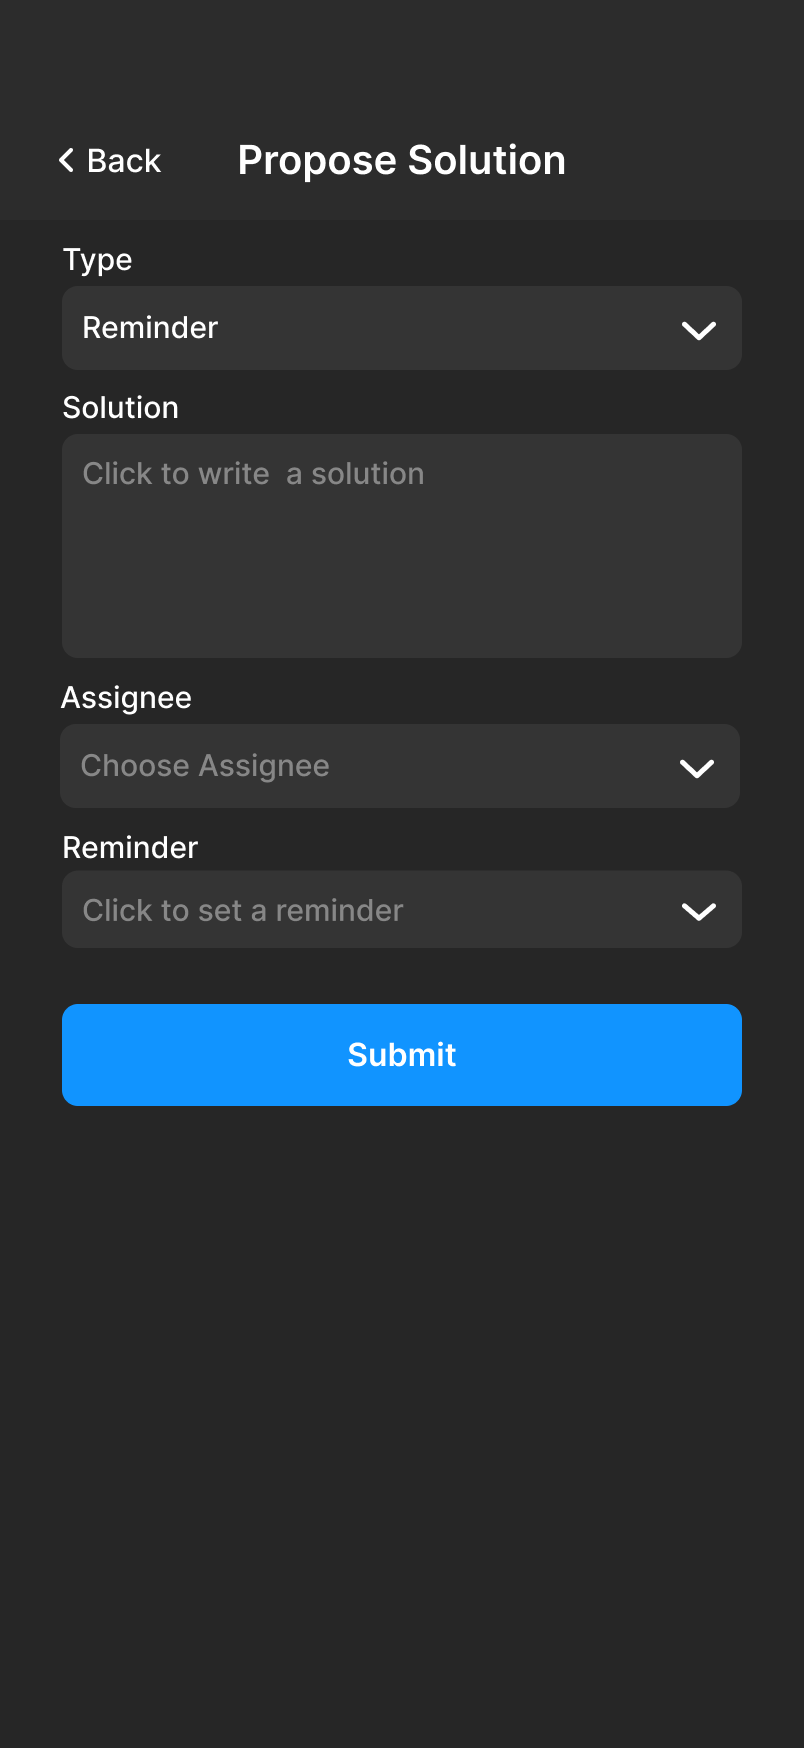 Back
Propose Solution
Type
Reminder
Solution
Click to write  a solution
Assignee
Choose Assignee
Reminder
Click to set a reminder
Submit